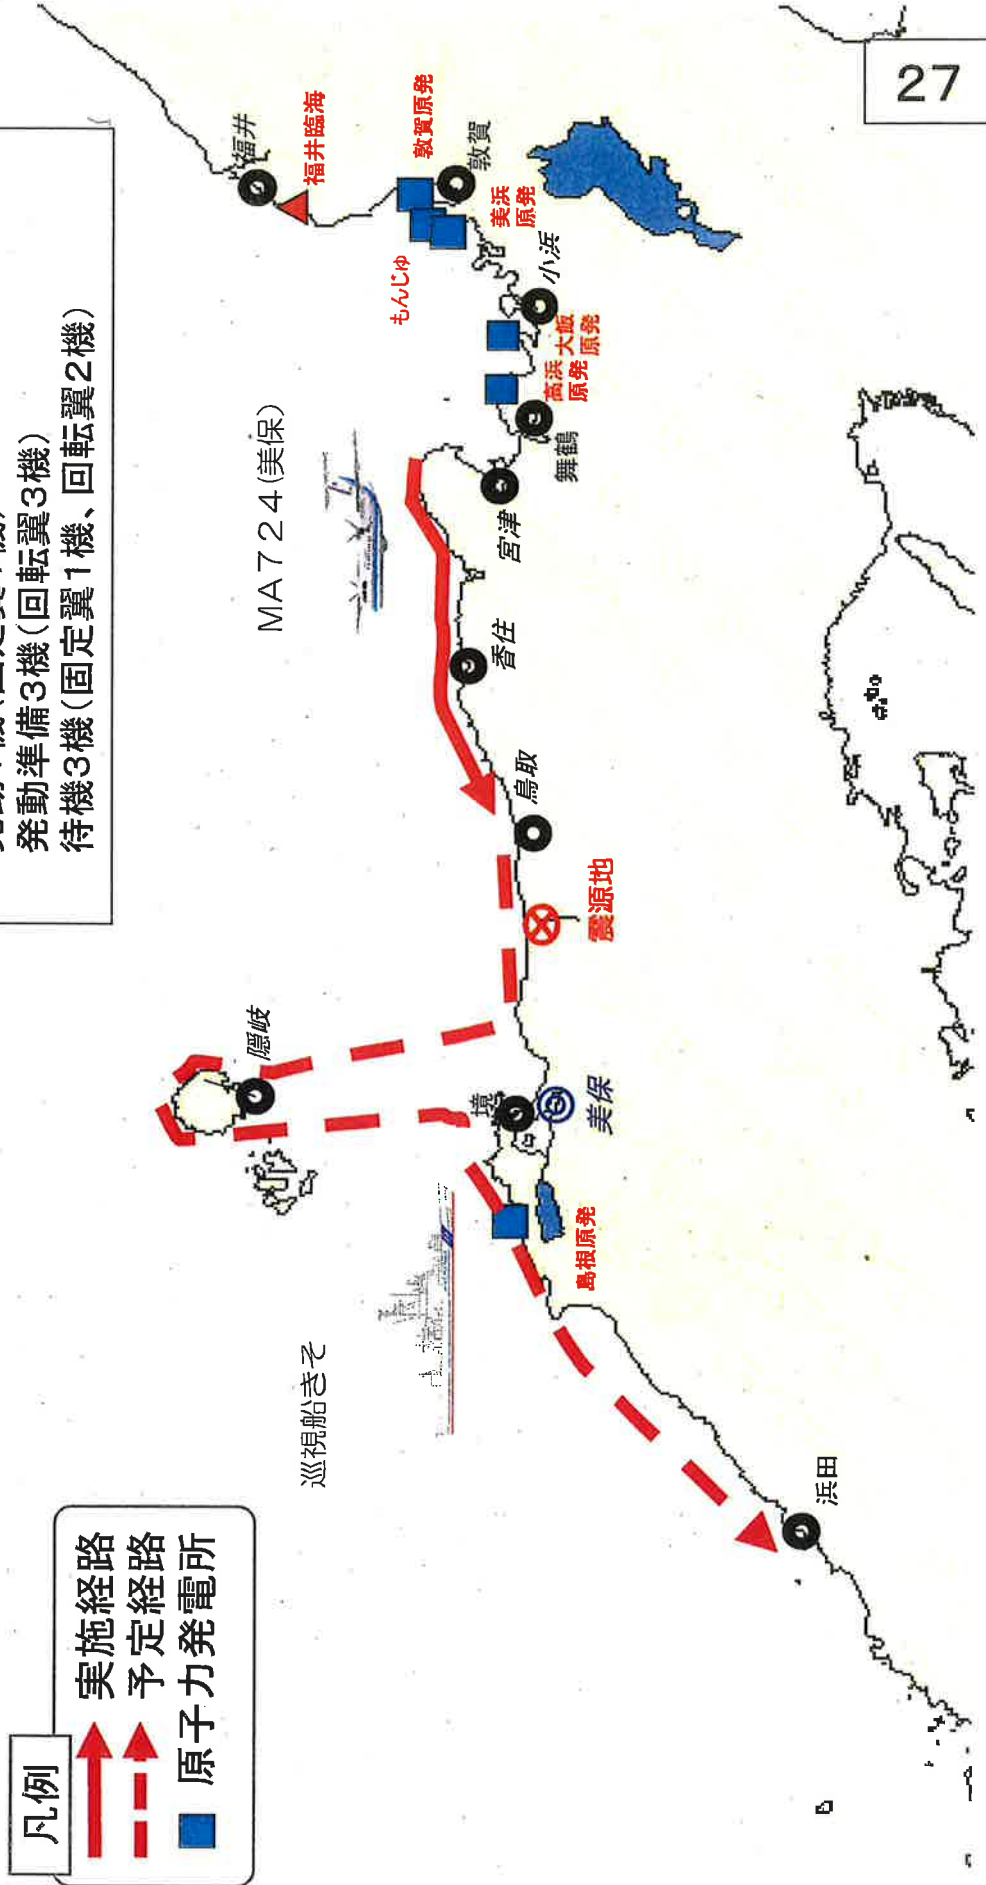 発動準備3機(回転翼3機)
待機3機(固定翼1機、回転翼2機)
凡例
実施経路
予定経路
原子力発電所
巡視船きそ
MA724(美保)
隠岐
福井
福井臨海
敦賀原発
敦賀
もんじゅ
美浜
原発
小浜
大飯
原発
高浜
原発
舞鶴
宮津
香住
鳥取
震源地
境
美保
島根原発
浜田
27